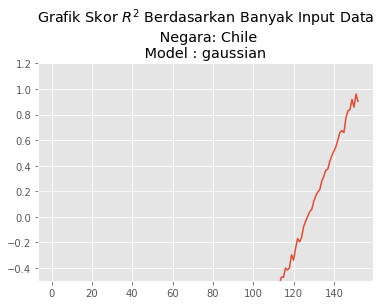 Grafik Skor R² Berdasarkan Banyak Input Data
Negara: Chile
Model : gaussian
1.2
1.0
0.8
0.6
0.4
0.2
0.0
−0.2
−0.4
0 20 40 60 80 100 120 140